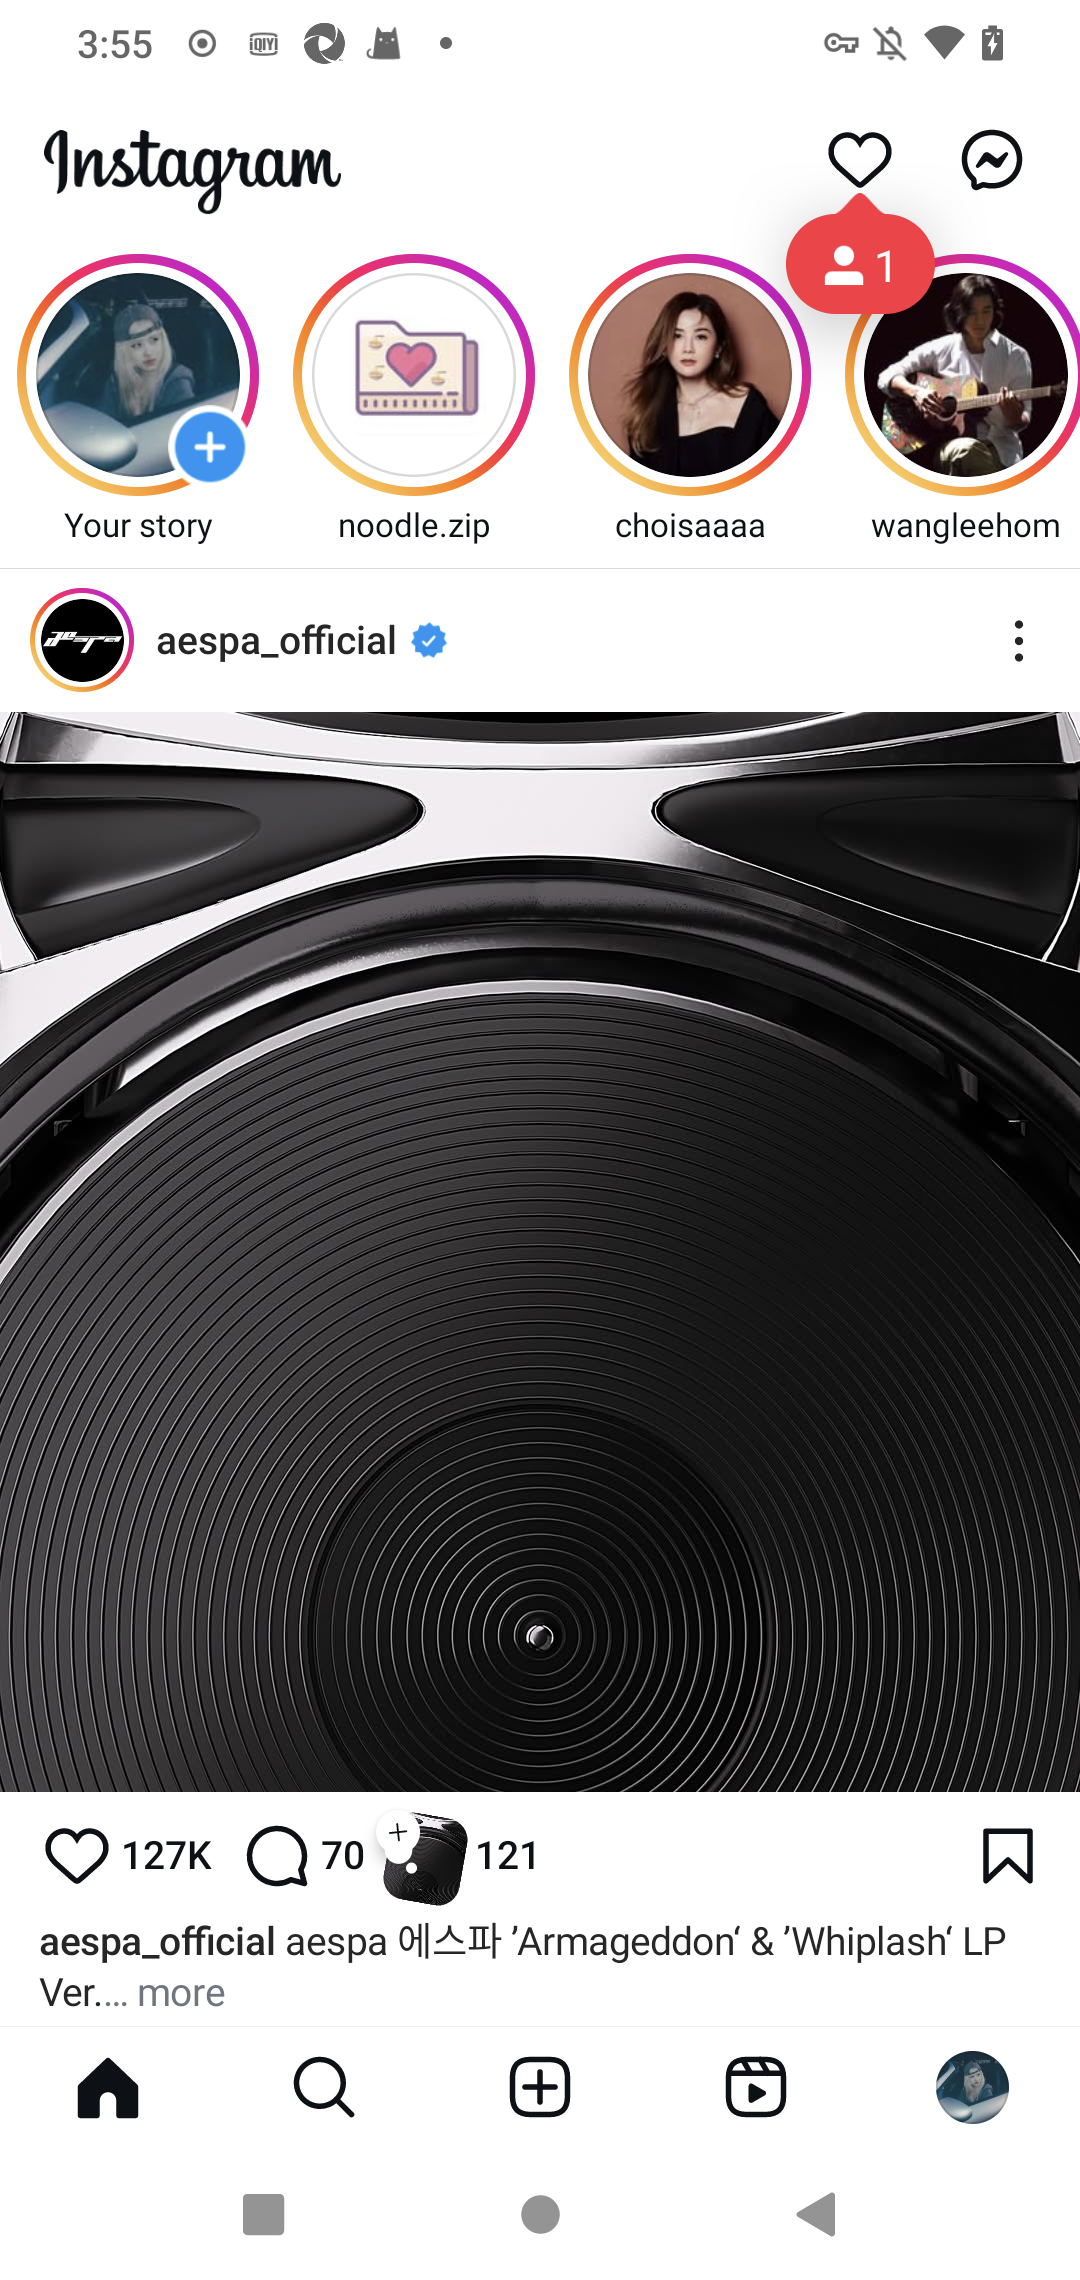 3:55
iQIYI
Instagram
1
Your story
noodle.zip
choisaaaa
wangleehom
aespa_official
127K
70
121
aespa_official aespa 에스파 ’Armageddon‘ & ’Whiplash‘ LP
Ver.… more